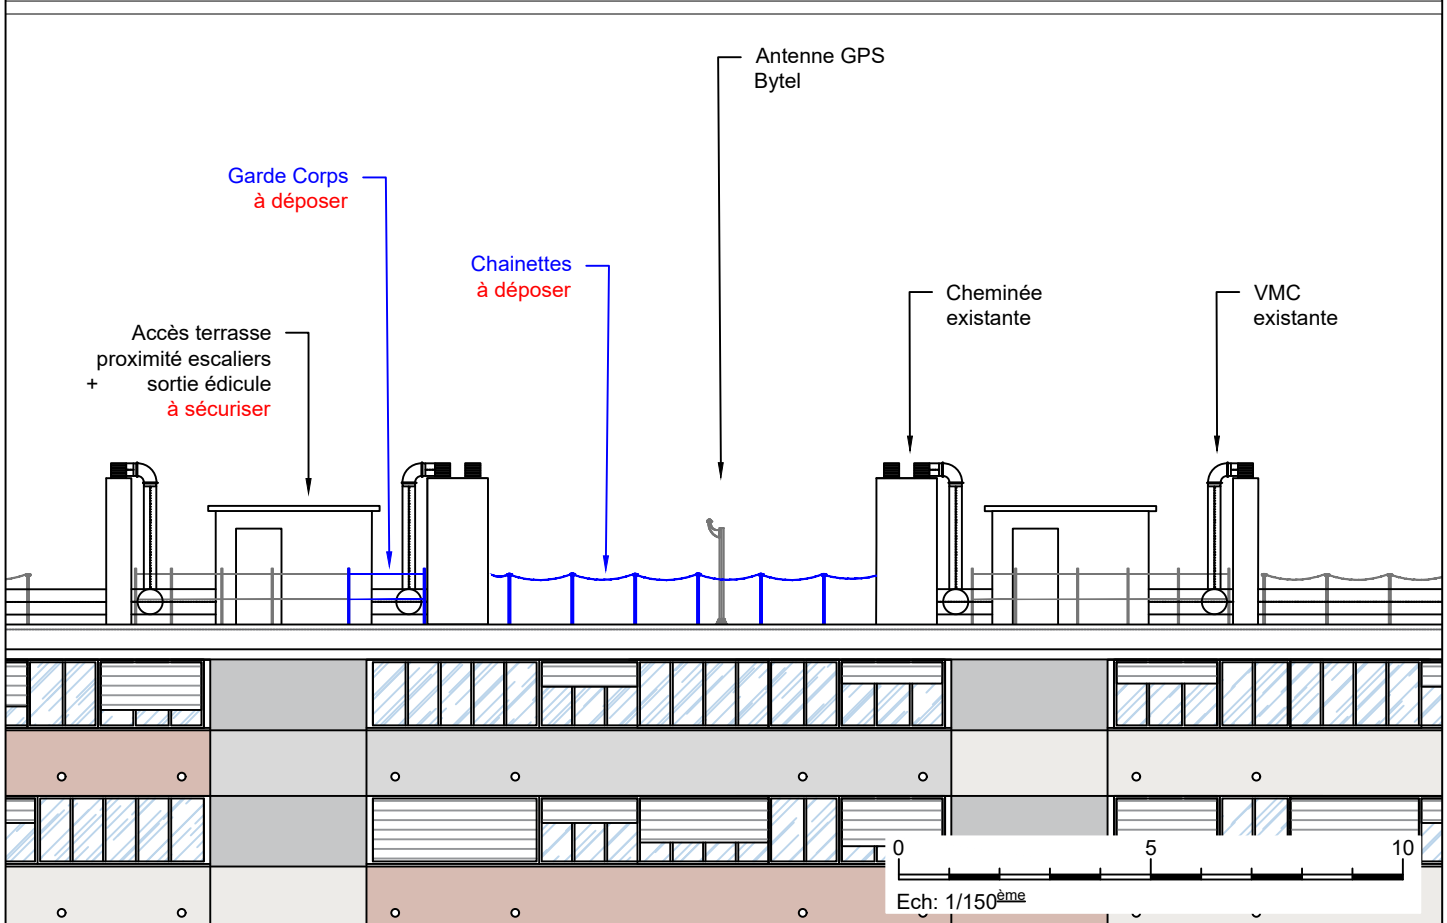 Antenne GPS
Bytel
Garde Corps
à déposer
Chainettes
à déposer
Cheminée
existante
VMC
existante
Accès terrasse
proximité escaliers
+ sortie édicule
à sécuriser
0 5 10
Ech: 1/150ème